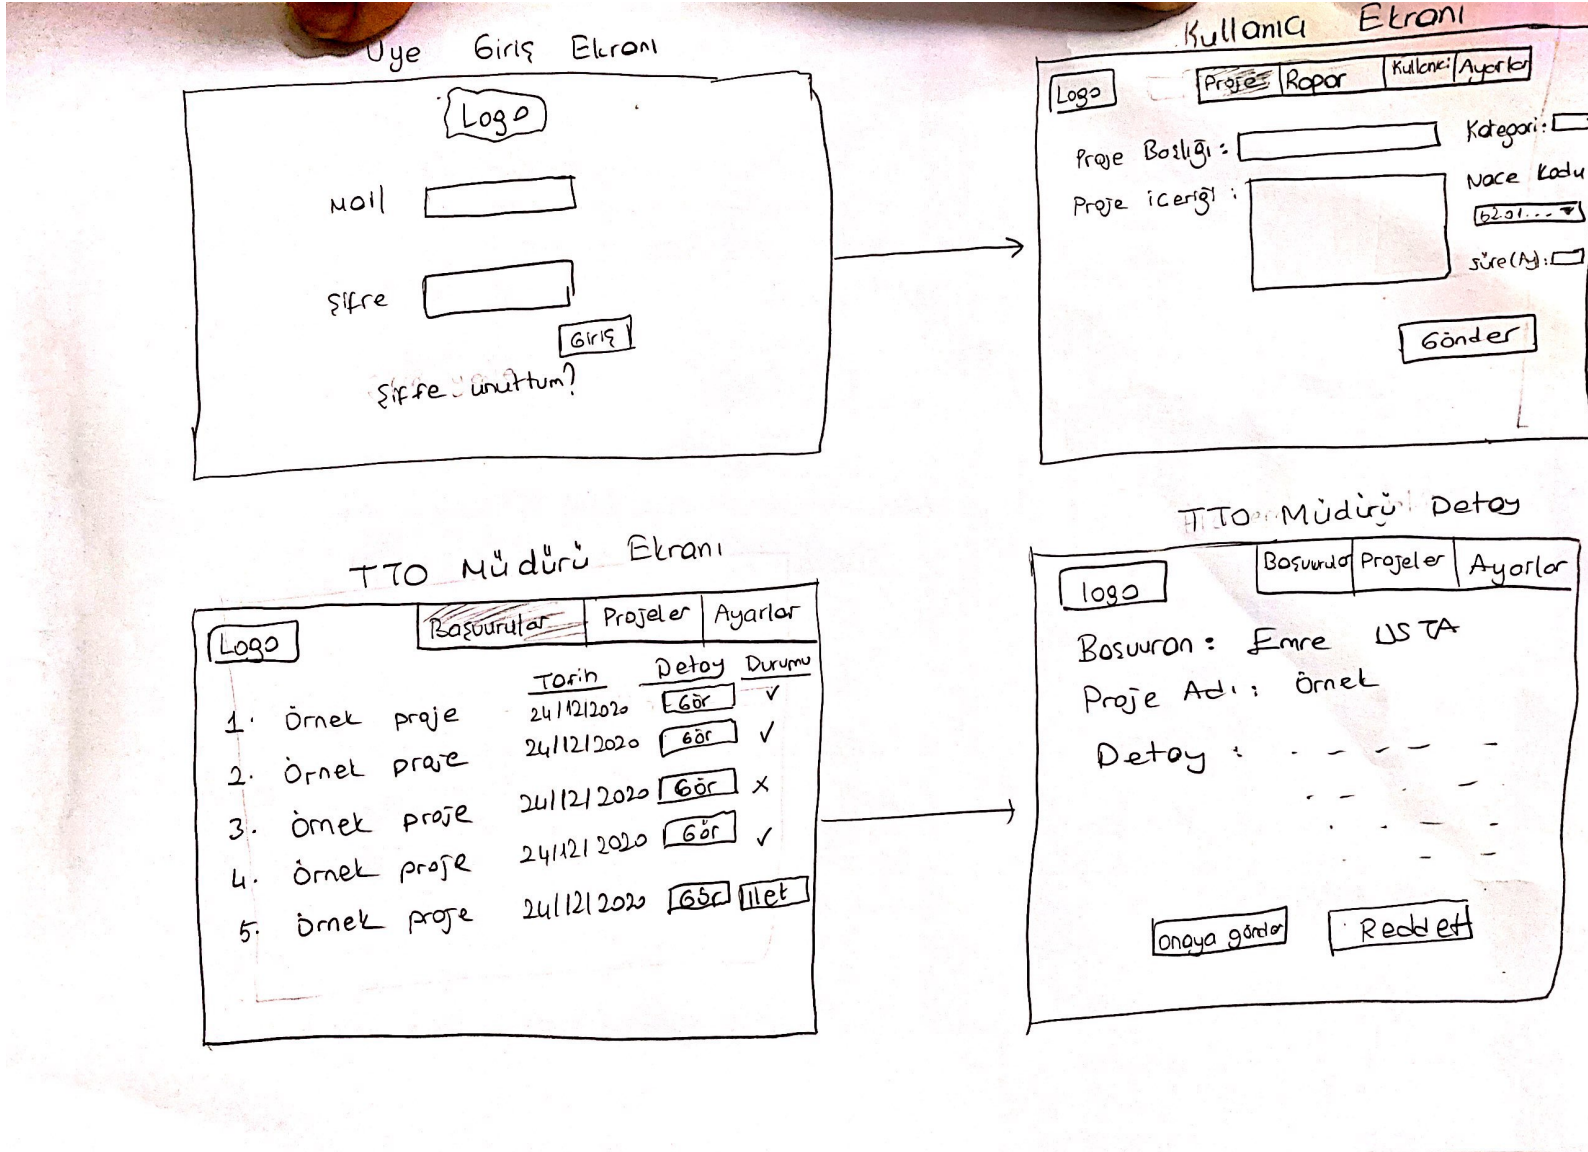 Üye Giriş Ekranı
Logo
Mail
Şifre
Giriş
Şifre unuttum?
Kullanıcı Ekranı
Logo
Proje Rapor Kullanıcı Ayarlar
Proje Başlığı :
Kategori :
Proje içeriği :
Nace Kodu
62.01...
süre(Ay):
Gönder
TTO Müdürü Ekranı
Logo
Başvurular Projeler Ayarlar
Tarih Detay Durumu
1. Örnek proje 24/12/2020 Gör ✓
2. Örnek proje 24/12/2020 Gör ✓
3. Örnek proje 24/12/2020 Gör x
4. Örnek proje 24/12/2020 Gör ✓
5. Örnek proje 24/12/2020 Gör ilet
TTO Müdürü Detay
logo
Projeler Ayarlar
Başvuran : Emre USTA
Proje Adı : Örnek
Detay :
onaya gönder
Reddet